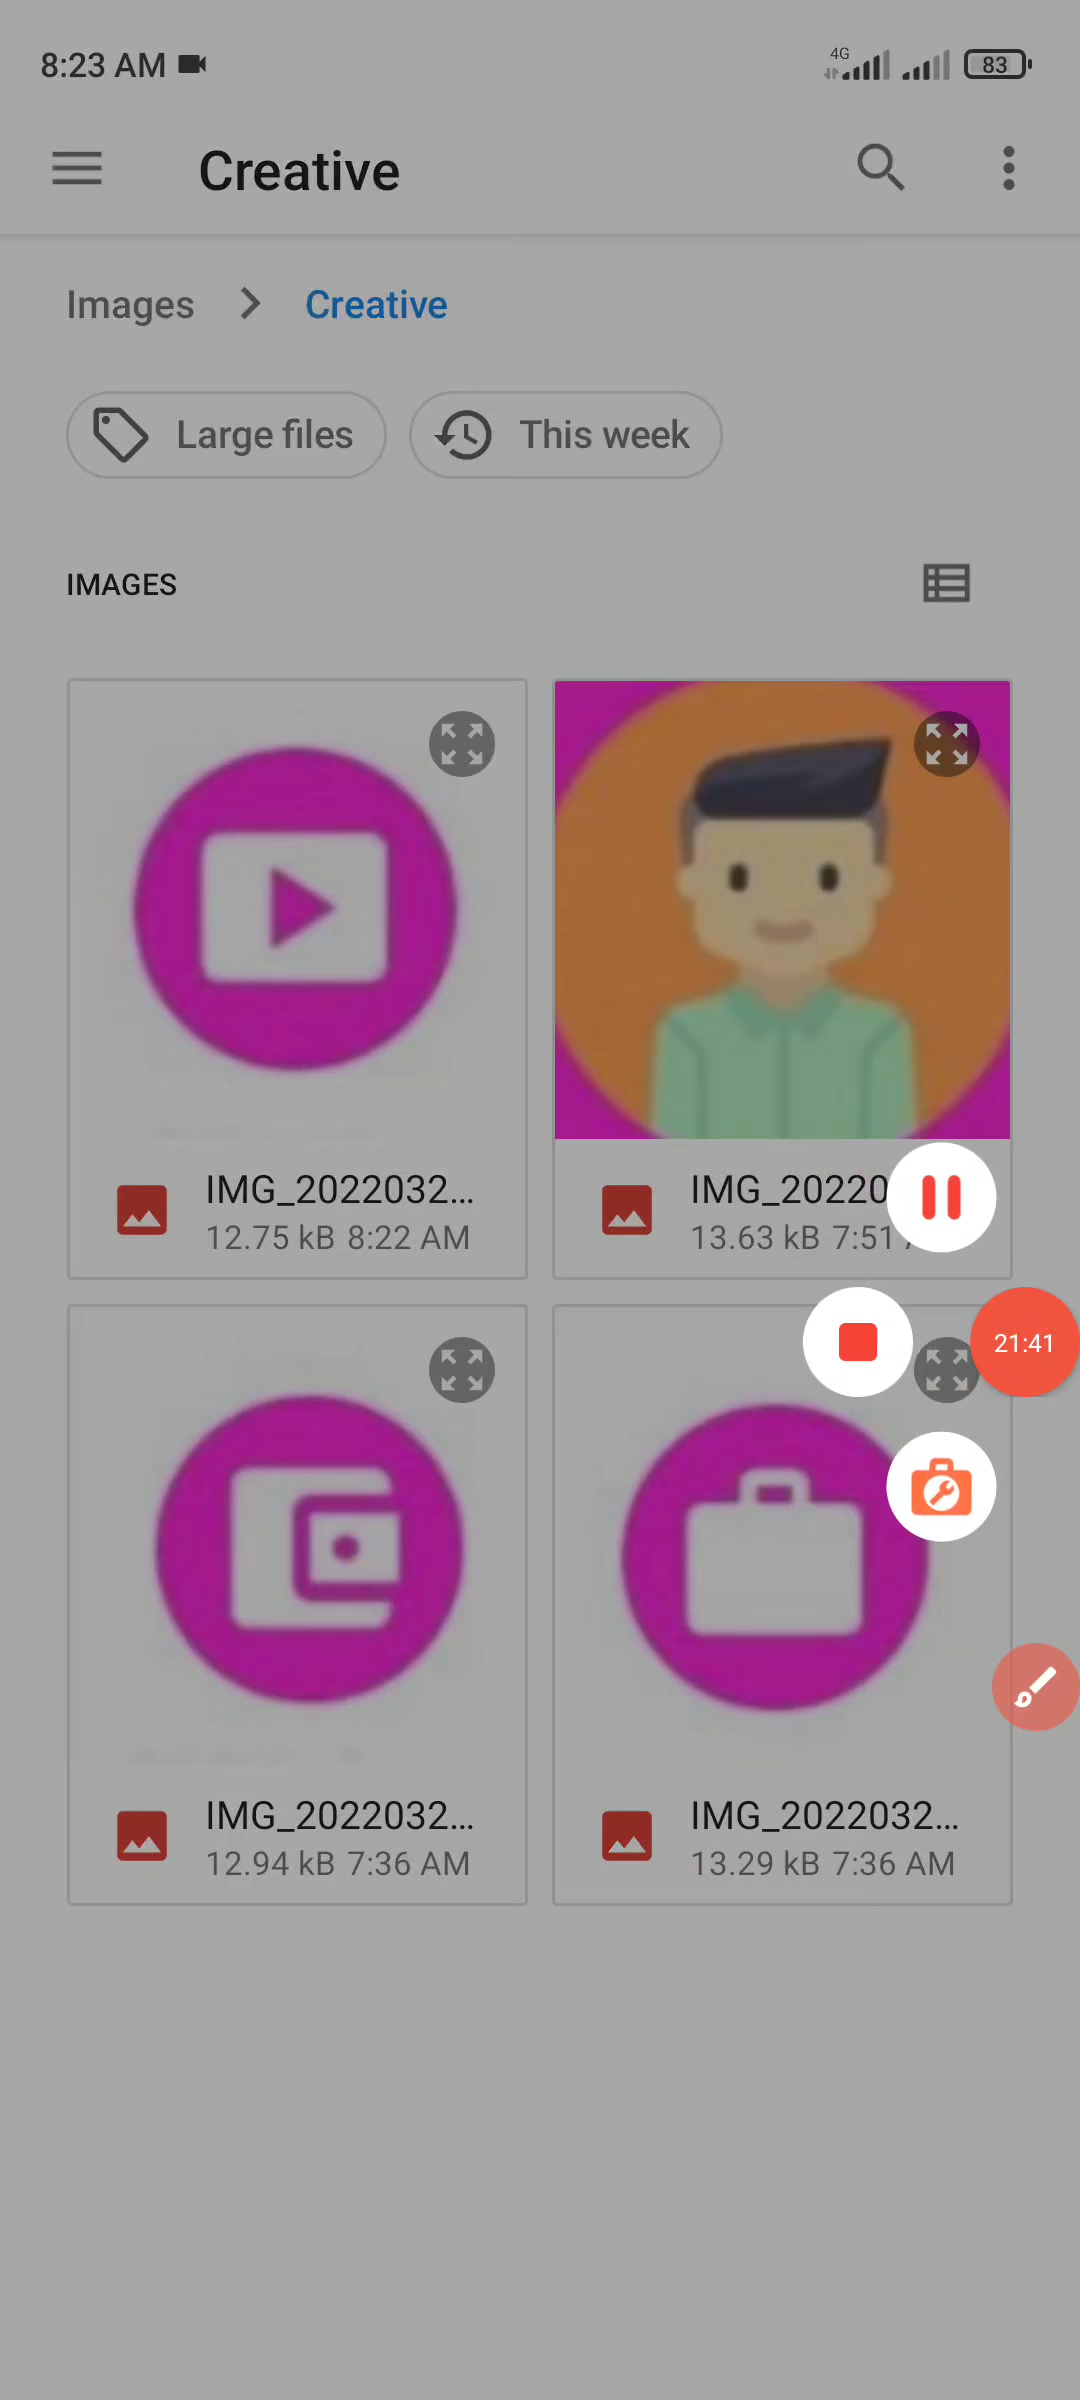 8:23 AM
4G
83
Creative
Images > Creative
Large files
This week
IMAGES
IMG_2022032...
12.75 kB 8:22 AM
IMG_20220
13.63 kB 7:51
21:41
IMG_2022032...
12.94 kB 7:36 AM
IMG_2022032...
13.29 kB 7:36 AM